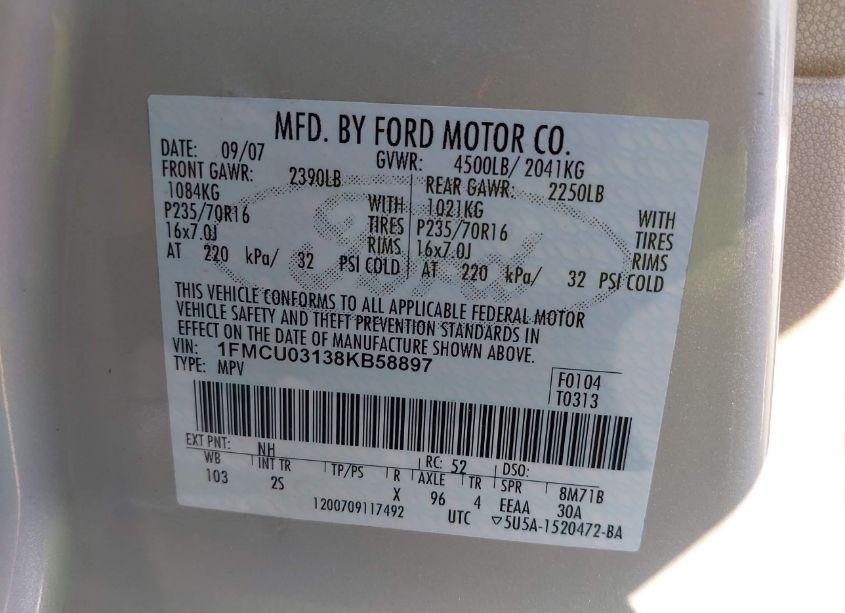 MFD. BY FORD MOTOR CO.
DATE: 09/07 GVWR: 4500LB/ 2041KG
FRONT GAWR: 2390LB REAR GAWR: 2250LB
1084KG WITH 1021KG WITH
P235/70R16 TIRES P235/70R16 TIRES
16x7.0J RIMS 16x7.0J RIMS
AT 220 kPa/ 32 PSI COLD AT 220 kPa/ 32 PSI COLD
Ford
THIS VEHICLE CONFORMS TO ALL APPLICABLE FEDERAL MOTOR
VEHICLE SAFETY AND THEFT PREVENTION STANDARDS IN
EFFECT ON THE DATE OF MANUFACTURE SHOWN ABOVE.
VIN: 1FMCU03138KB58897
TYPE: MPV
F0104
T0313
EXT PNT: NH RC: 52 DSO:
WB INT TR TP/PS R AXLE TR SPR 8M71B
103 2S X 96 4 EEAA 30A
1200709117492 UTC ▽5U5A-1520472-BA